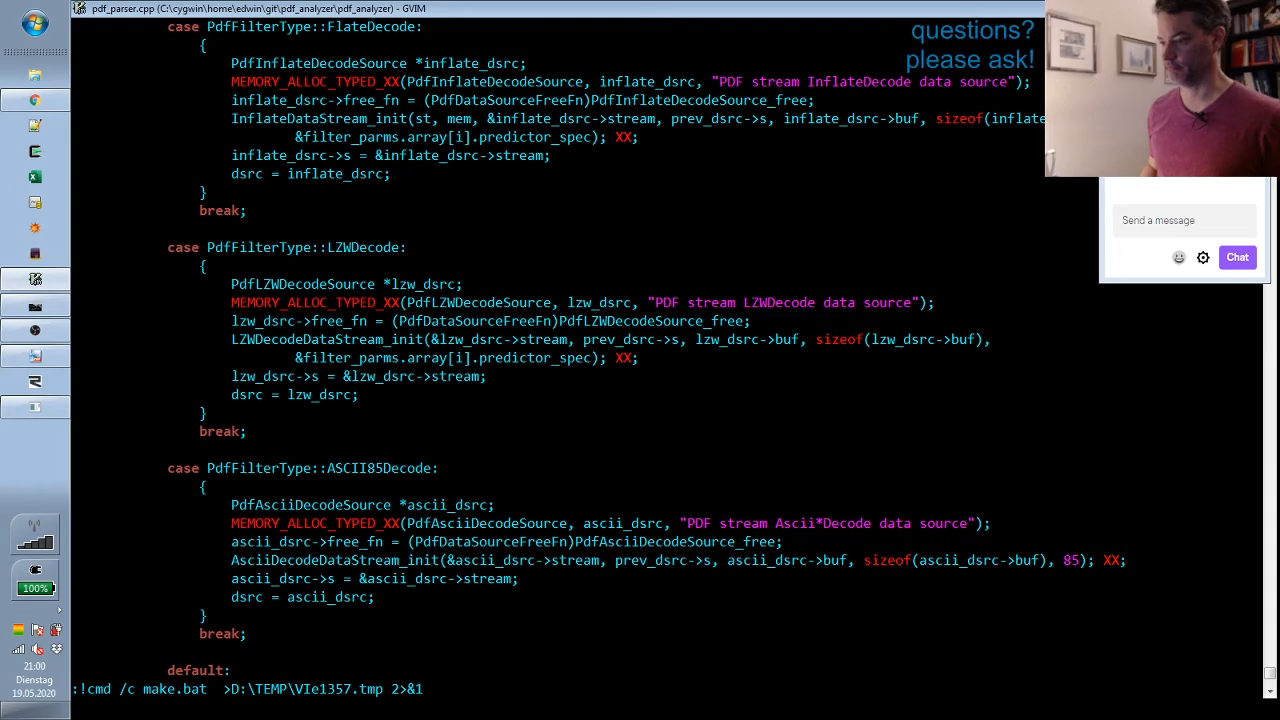 pdf_parser.cpp (C:\cygwin\home\edwin\git\pdf_analyzer\pdf_analyzer) - GVIM
questions?
please ask!
case PdfFilterType::FlateDecode:
{
PdfInflateDecodeSource *inflate_dsrc;
MEMORY_ALLOC_TYPED_XX(PdfInflateDecodeSource, inflate_dsrc, "PDF stream InflateDecode data source");
inflate_dsrc->free_fn = (PdfDataSourceFreeFn)PdfInflateDecodeSource_free;
InflateDataStream_init(st, mem, &inflate_dsrc->stream, prev_dsrc->s, inflate_dsrc->buf, sizeof(inflate
&filter_parms.array[i].predictor_spec); XX;
inflate_dsrc->s = &inflate_dsrc->stream;
dsrc = inflate_dsrc;
}
break;
case PdfFilterType::LZWDecode:
{
PdfLZWDecodeSource *lzw_dsrc;
MEMORY_ALLOC_TYPED_XX(PdfLZWDecodeSource, lzw_dsrc, "PDF stream LZWDecode data source");
lzw_dsrc->free_fn = (PdfDataSourceFreeFn)PdfLZWDecodeSource_free;
LZWDecodeDataStream_init(&lzw_dsrc->stream, prev_dsrc->s, lzw_dsrc->buf, sizeof(lzw_dsrc->buf),
&filter_parms.array[i].predictor_spec); XX;
lzw_dsrc->s = &lzw_dsrc->stream;
dsrc = lzw_dsrc;
}
break;
case PdfFilterType::ASCII85Decode:
{
PdfAsciiDecodeSource *ascii_dsrc;
MEMORY_ALLOC_TYPED_XX(PdfAsciiDecodeSource, ascii_dsrc, "PDF stream Ascii*Decode data source");
ascii_dsrc->free_fn = (PdfDataSourceFreeFn)PdfAsciiDecodeSource_free;
AsciiDecodeDataStream_init(&ascii_dsrc->stream, prev_dsrc->s, ascii_dsrc->buf, sizeof(ascii_dsrc->buf), 85); XX;
ascii_dsrc->s = &ascii_dsrc->stream;
dsrc = ascii_dsrc;
}
break;
default:
:!cmd /c make.bat  >D:\TEMP\VIe1357.tmp 2>&1
Send a message
Chat
100%
21:00
Dienstag
19.05.2020